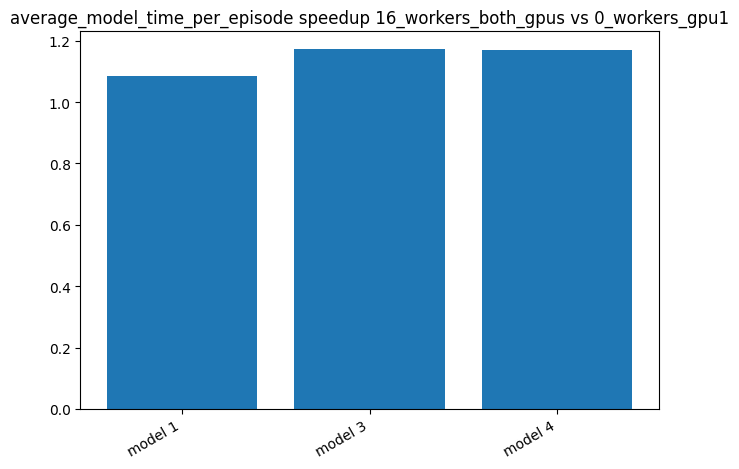 average_model_time_per_episode speedup 16_workers_both_gpus vs 0_workers_gpu1
1.2
1.0
0.8
0.6
0.4
0.2
0.0
model 1
model 3
model 4